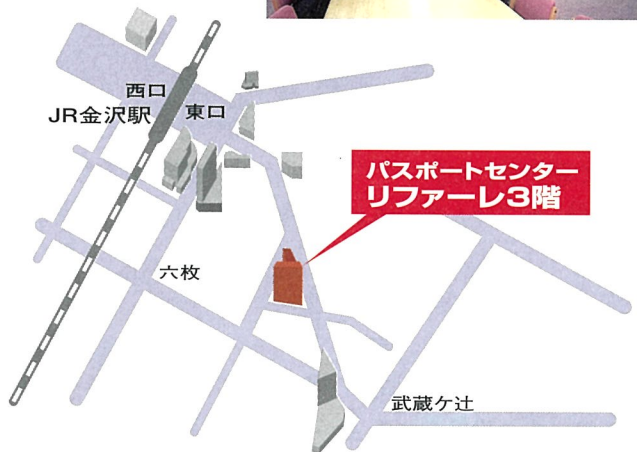 西口
JR金沢駅
東口
パスポートセンター
リファーレ3階
六枚
武蔵ケ辻